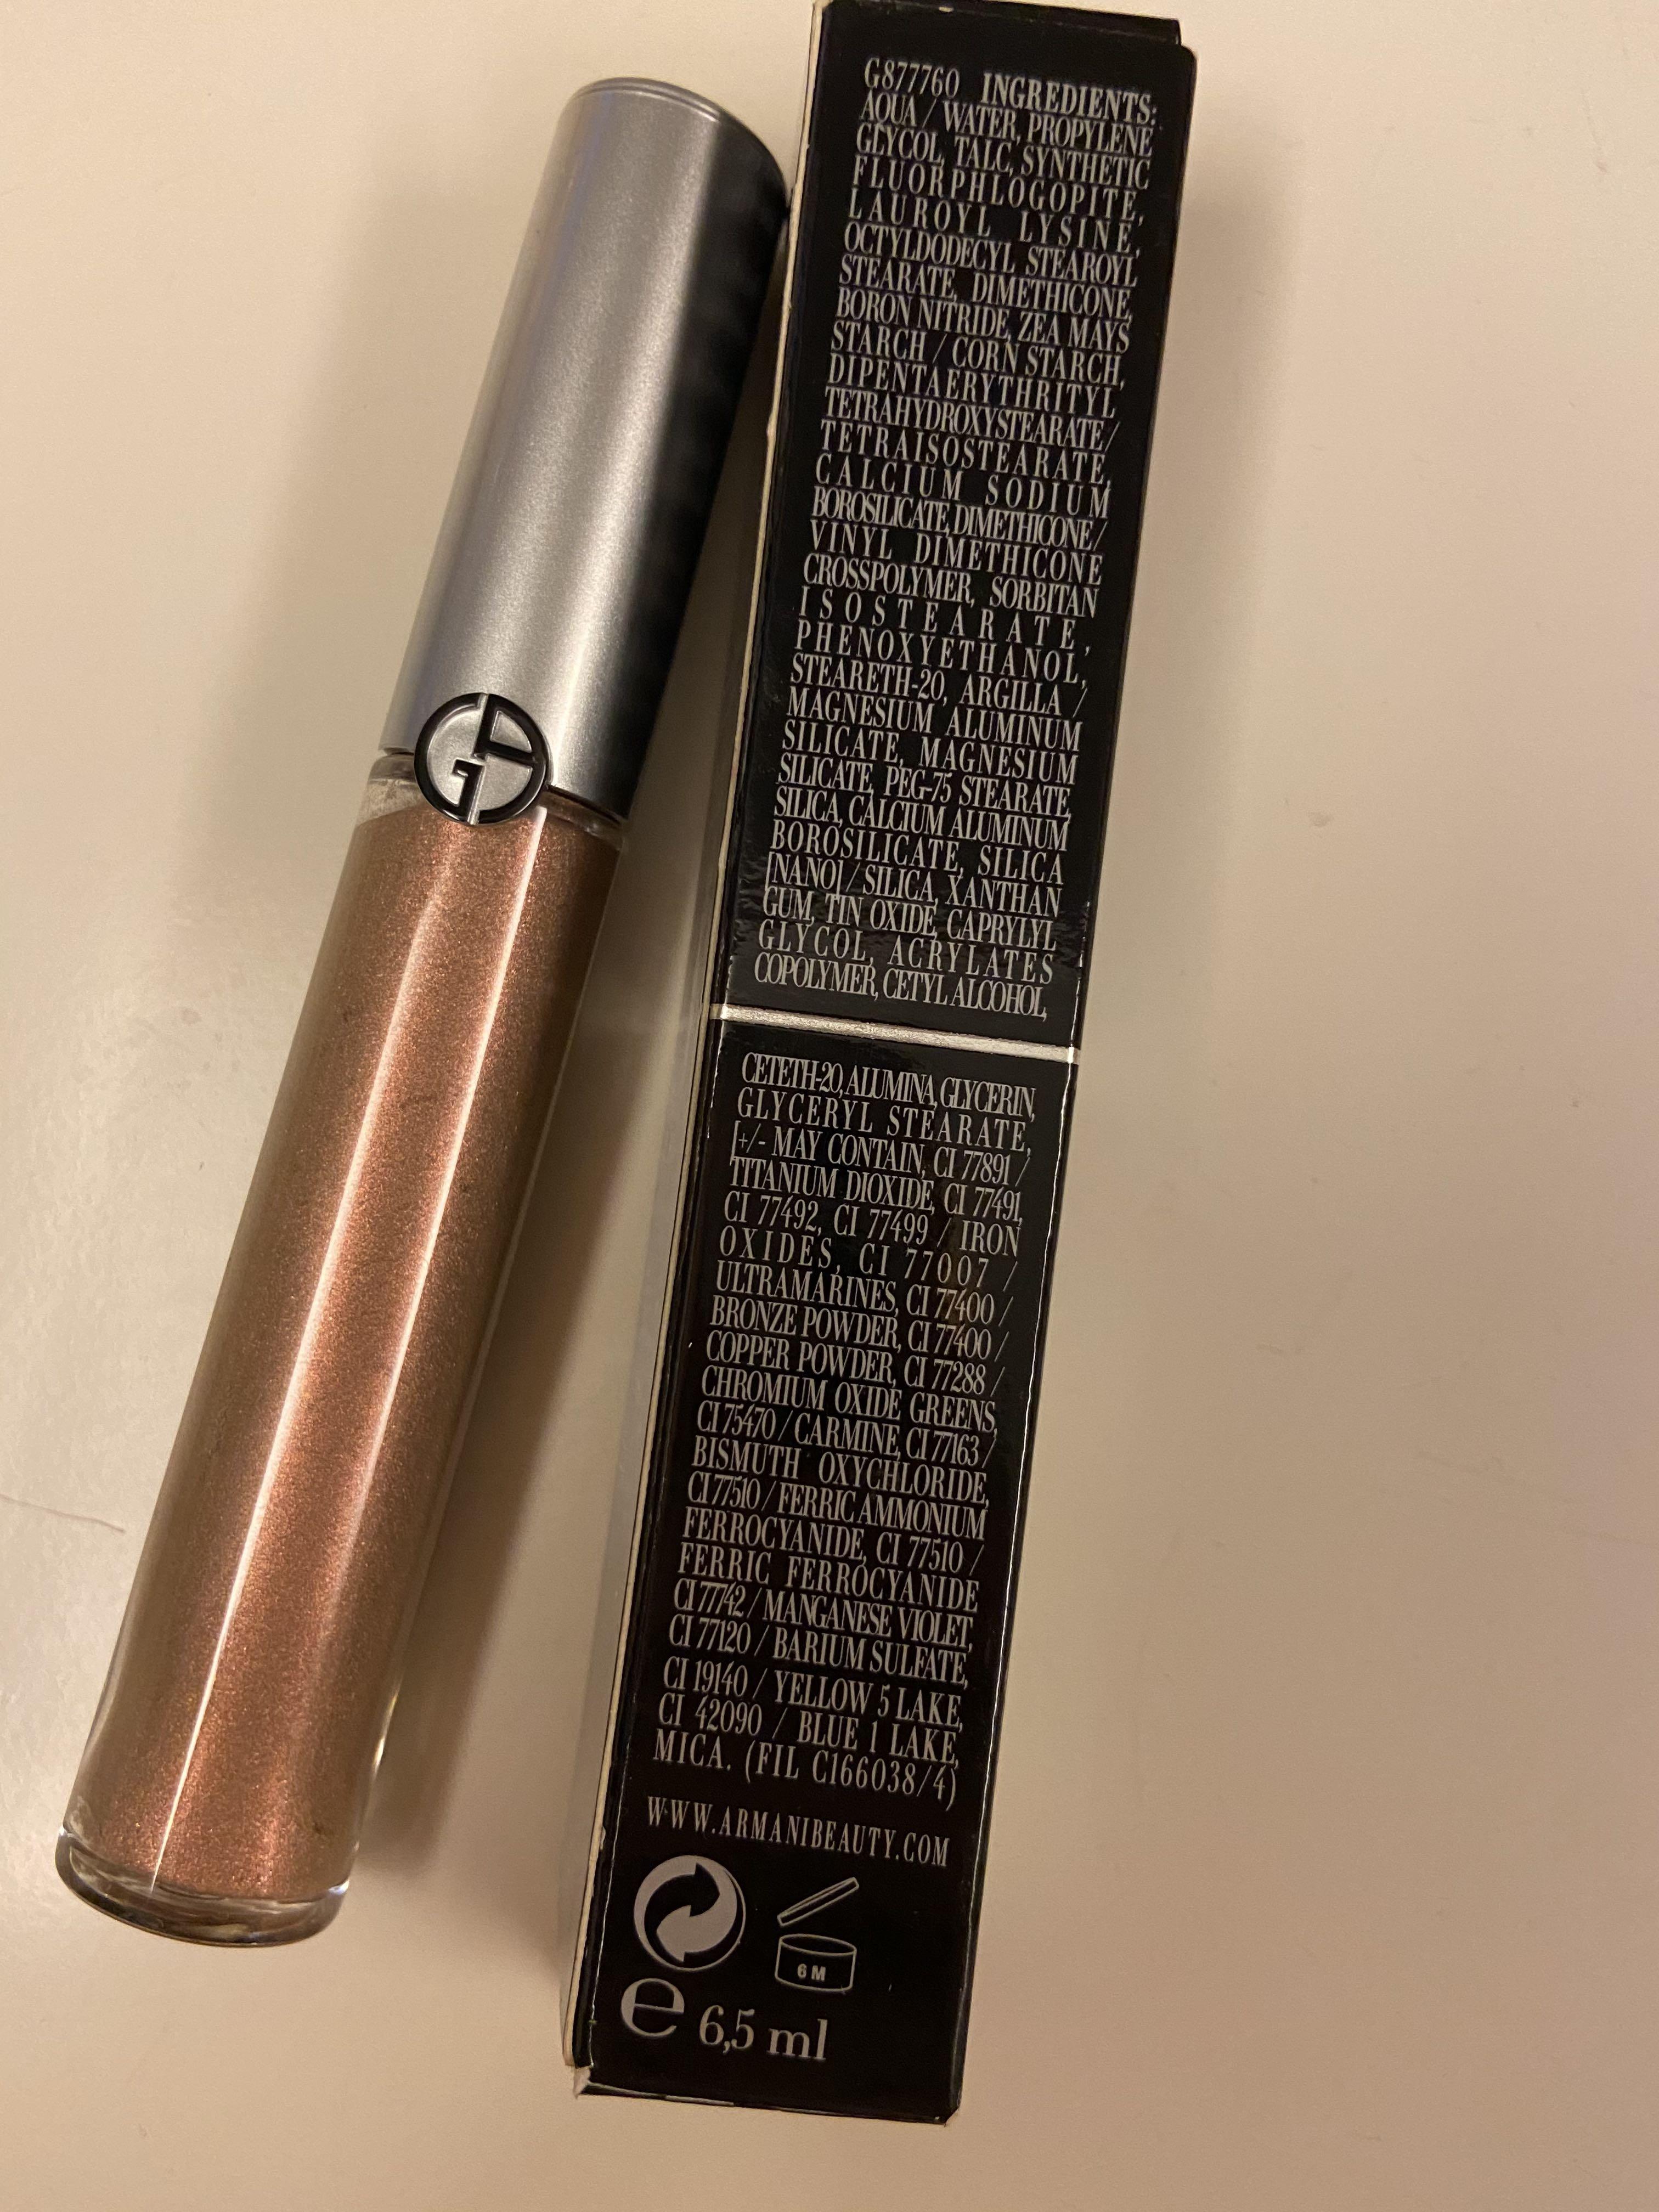 G877760 INGREDIENTS:
AQUA / WATER, PROPYLENE
GLYCOL, TALC, SYNTHETIC
FLUORPHLOGOPITE,
LAUROYL LYSINE,
OCTYLDODECYL STEAROYL
STEARATE, DIMETHICONE,
BORON NITRIDE, ZEA MAYS
STARCH / CORN STARCH,
DIPENTAERYTHRITYL
TETRAHYDROXYSTEARATE /
TETRAISOSTEARATE,
CALCIUM SODIUM
BOROSILICATE, DIMETHICONE /
VINYL DIMETHICONE
CROSSPOLYMER, SORBITAN
ISOSTEARATE,
PHENOXYETHANOL,
STEARETH-20, ARGILLA /
MAGNESIUM ALUMINUM
SILICATE, MAGNESIUM
SILICATE, PEG-75 STEARATE,
SILICA, CALCIUM ALUMINUM
BOROSILICATE, SILICA
[NANO] / SILICA, XANTHAN
GUM, TIN OXIDE, CAPRYLYL
GLYCOL, ACRYLATES
COPOLYMER, CETYL ALCOHOL,
CETETH-20, ALUMINA, GLYCERIN,
GLYCERYL STEARATE,
[+/- MAY CONTAIN, CI 77891 /
TITANIUM DIOXIDE, CI 77491,
CI 77492, CI 77499 / IRON
OXIDES, CI 77007 /
ULTRAMARINES, CI 77400 /
BRONZE POWDER, CI 77400 /
COPPER POWDER, CI 77288 /
CHROMIUM OXIDE GREENS,
CI 75470 / CARMINE, CI 77163 /
BISMUTH OXYCHLORIDE,
CI 77510 / FERRIC AMMONIUM
FERROCYANIDE, CI 77510 /
FERRIC FERROCYANIDE
CI 77742 / MANGANESE VIOLET,
CI 77120 / BARIUM SULFATE,
CI 19140 / YELLOW 5 LAKE,
CI 42090 / BLUE 1 LAKE,
MICA. (FIL C166038/4)
WWW.ARMANIBEAUTY.COM
6 M
e 6,5 ml